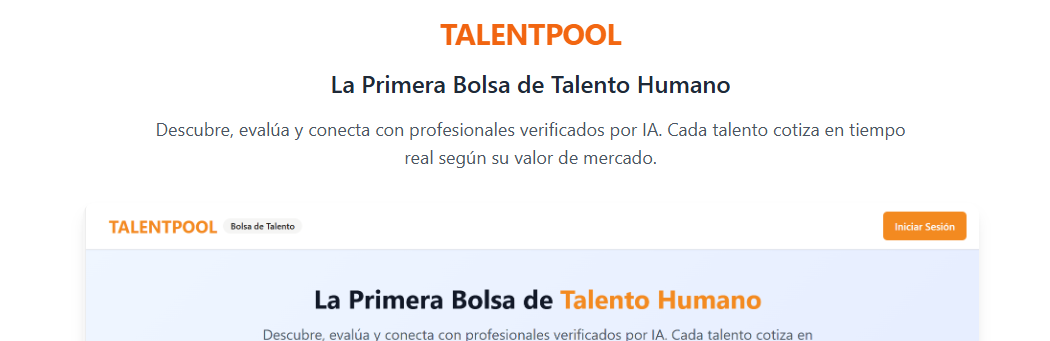 TALENTPOOL
La Primera Bolsa de Talento Humano
Descubre, evalúa y conecta con profesionales verificados por IA. Cada talento cotiza en tiempo
real según su valor de mercado.
TALENTPOOL Bolsa de Talento Iniciar Sesión
La Primera Bolsa de Talento Humano
Descubre, evalúa y conecta con profesionales verificados por IA. Cada talento cotiza en